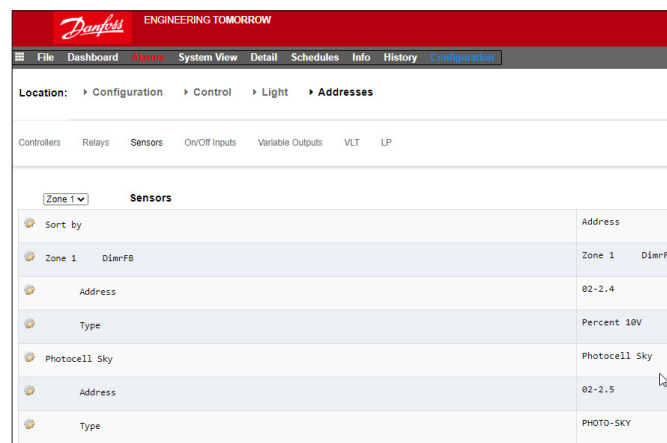 Danfoss ENGINEERING TOMORROW
File Dashboard Alarms System View Detail Schedules Info History Configuration
Location: Configuration Control Light Addresses
Controllers Relays Sensors On/Off Inputs Variable Outputs VLT LP
Zone 1 Sensors
Sort by Address
Zone 1 DimrFB Zone 1
Address 02-2.4
Type Percent 10V
Photocell Sky Photocell Sky
Address 02-2.5
Type PHOTO-SKY